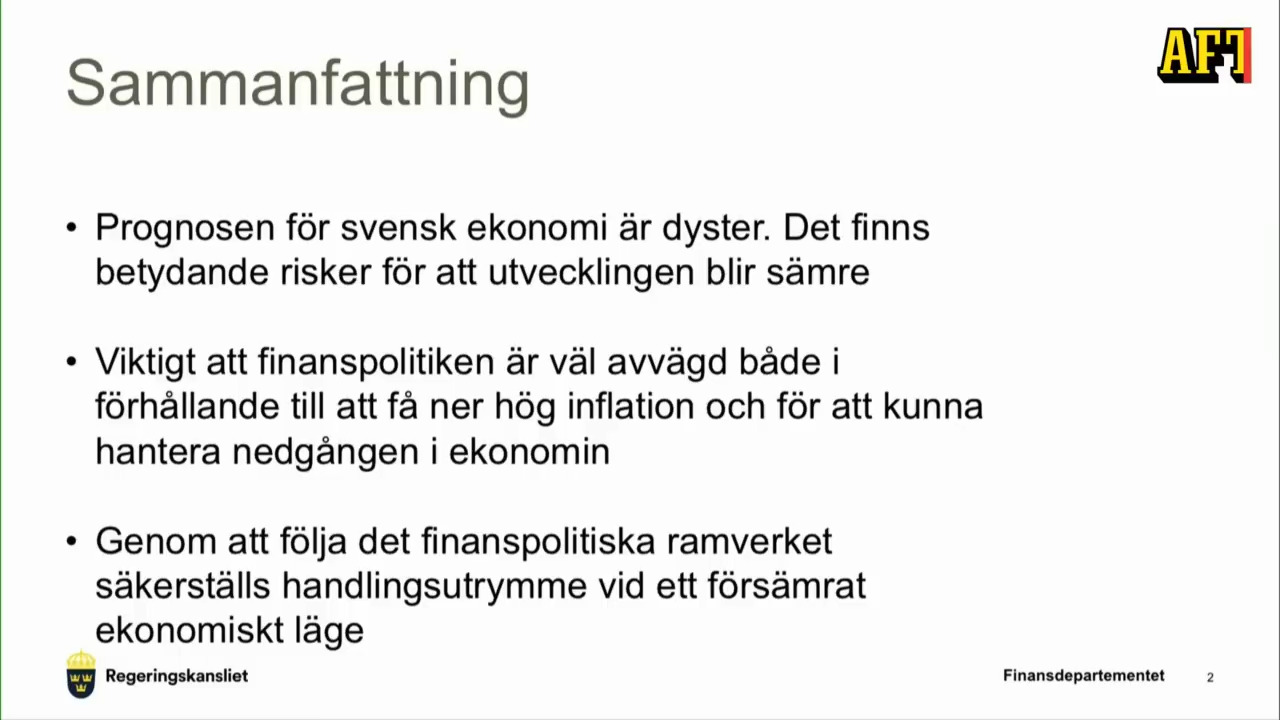 Sammanfattning
• Prognosen för svensk ekonomi är dyster. Det finns
betydande risker för att utvecklingen blir sämre
• Viktigt att finanspolitiken är väl avvägd både i
förhållande till att få ner hög inflation och för att kunna
hantera nedgången i ekonomin
• Genom att följa det finanspolitiska ramverket
säkerställs handlingsutrymme vid ett försämrat
ekonomiskt läge
Regeringskansliet
Finansdepartementet 2